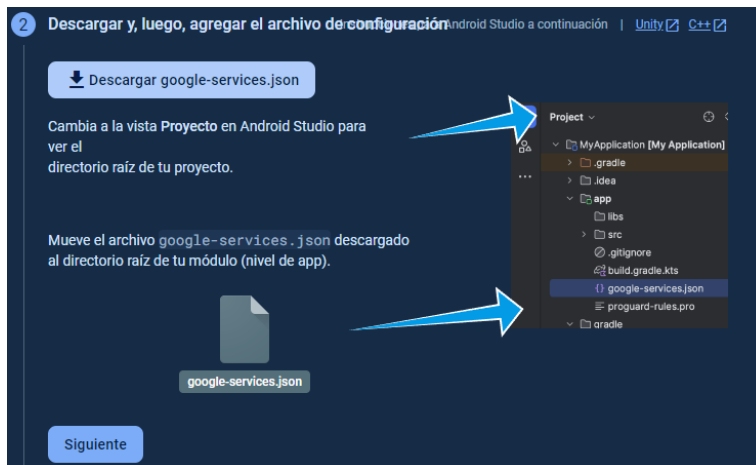 2
Descargar y, luego, agregar el archivo de configuración Android Studio a continuación | Unity C++
Descargar google-services.json
Cambia a la vista Proyecto en Android Studio para
ver el
directorio raíz de tu proyecto.
Mueve el archivo google-services.json descargado
al directorio raíz de tu módulo (nivel de app).
google-services.json
Siguiente
Project
MyApplication [My Application]
.gradle
.idea
app
libs
src
.gitignore
build.gradle.kts
google-services.json
proguard-rules.pro
gradle